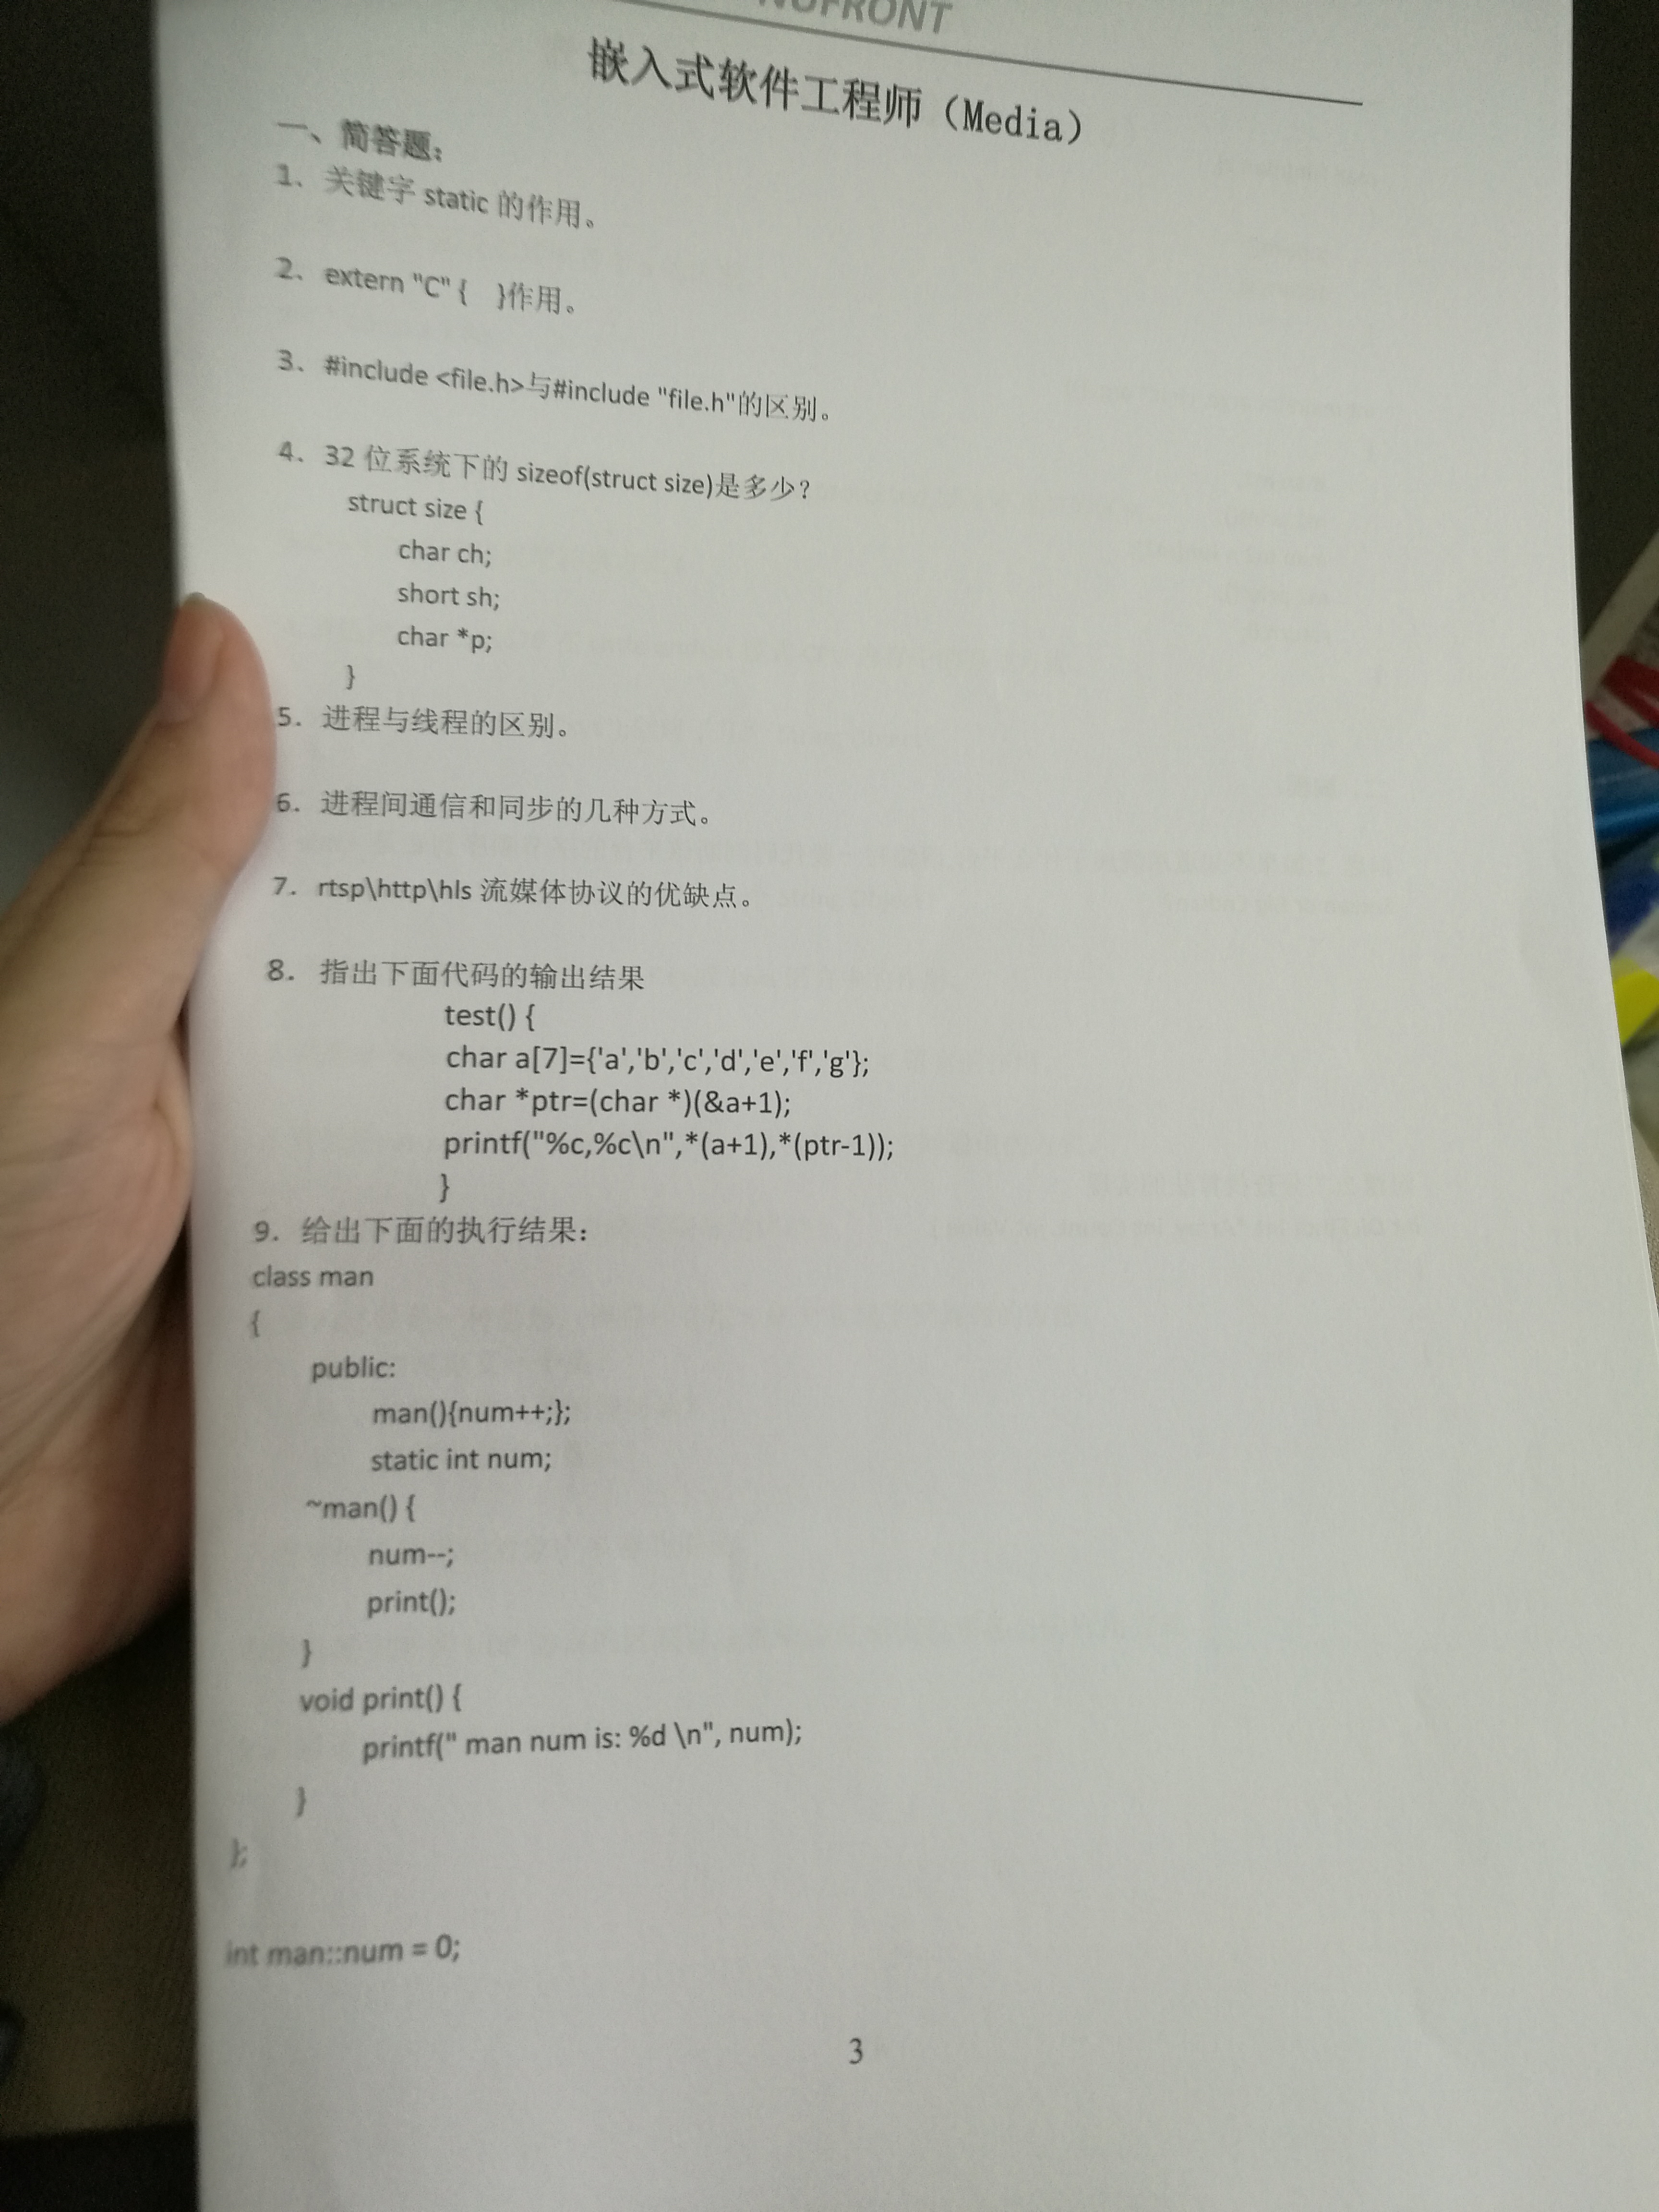 NUFRONT
嵌入式软件工程师（Media）
一、简答题：
1. 关键字 static 的作用。
2. extern "C" { }作用。
3. #include <file.h>与#include "file.h"的区别。
4. 32 位系统下的 sizeof(struct size)是多少？
struct size {
char ch;
short sh;
char *p;
}
5. 进程与线程的区别。
6. 进程间通信和同步的几种方式。
7. rtsp\http\hls 流媒体协议的优缺点。
8. 指出下面代码的输出结果
test() {
char a[7]={'a','b','c','d','e','f','g'};
char *ptr=(char *)(&a+1);
printf("%c,%c\n",*(a+1),*(ptr-1));
}
9. 给出下面的执行结果：
class man
{
public:
man(){num++;};
static int num;
~man() {
num--;
print();
}
void print() {
printf(" man num is: %d \n", num);
}
};
int man::num = 0;
3